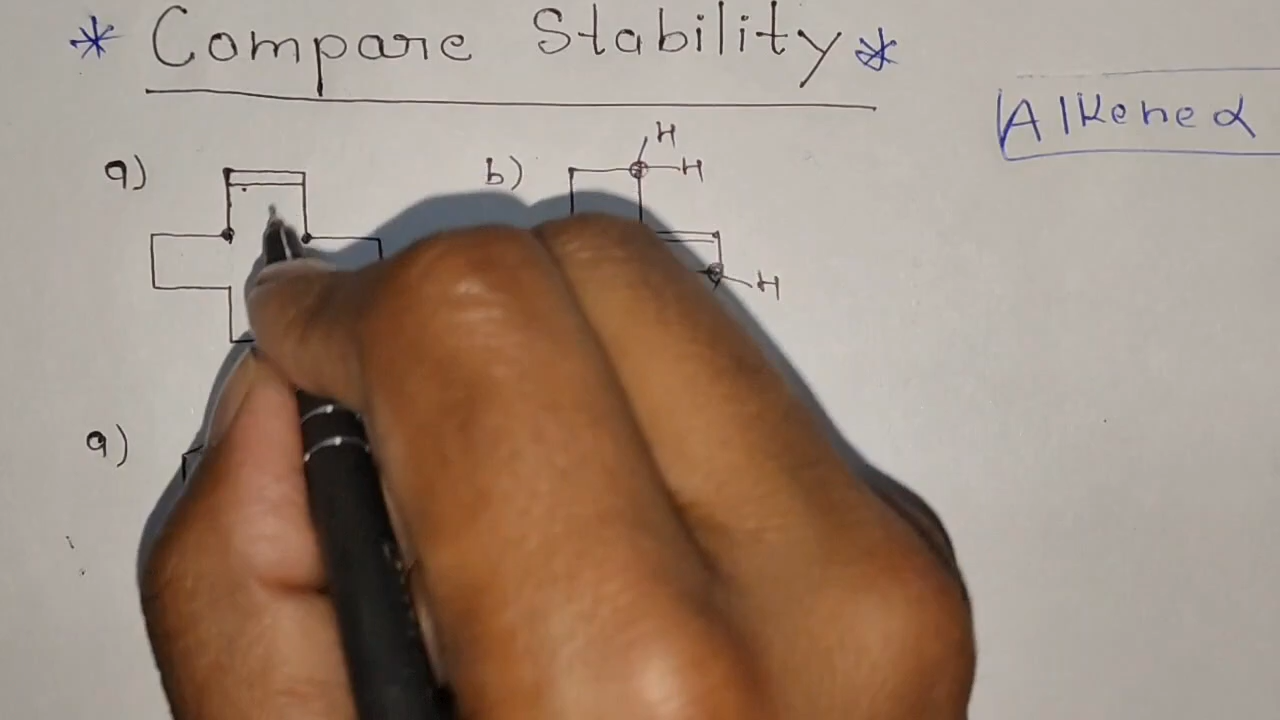 * Compare Stability *
Alkene α
a)
b)
H
H
H
a)